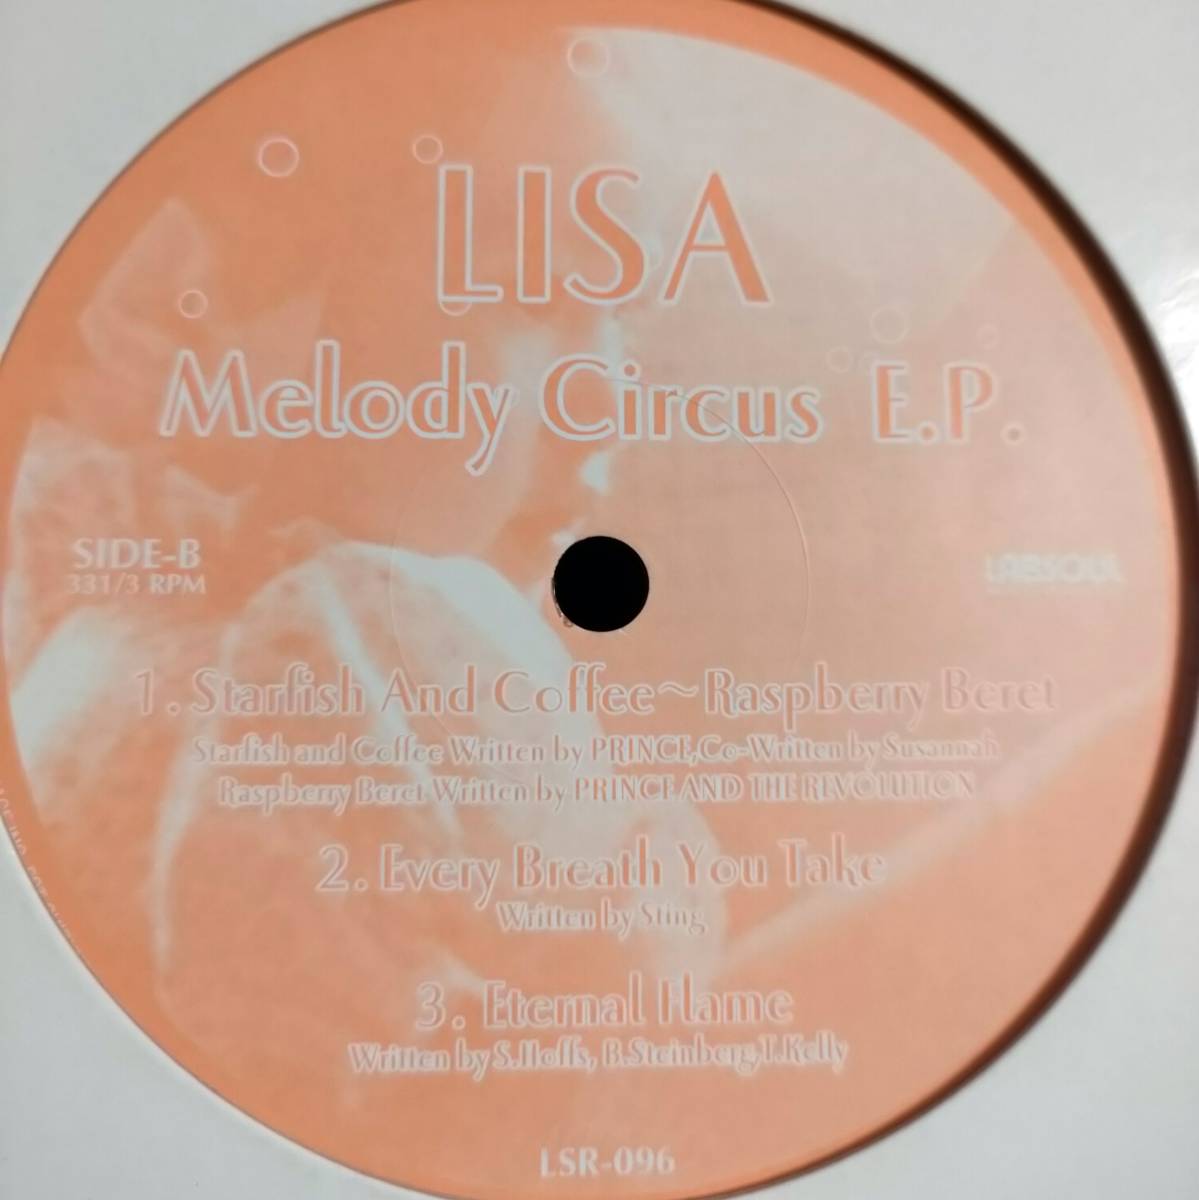 LISA
Melody Circus E.P.
SIDE-B
331/3 RPM
LABSOUL
1. Starfish And Coffee~Raspberry Beret
Starfish and Coffee Written by PRINCE,Co-Written by Susannah
Raspberry Beret Written by PRINCE AND THE REVOLUTION
2. Every Breath You Take
Written by Sting
3. Eternal Flame
Written by S.Hoffs, B.Steinberg,T.Kelly
LSR-096